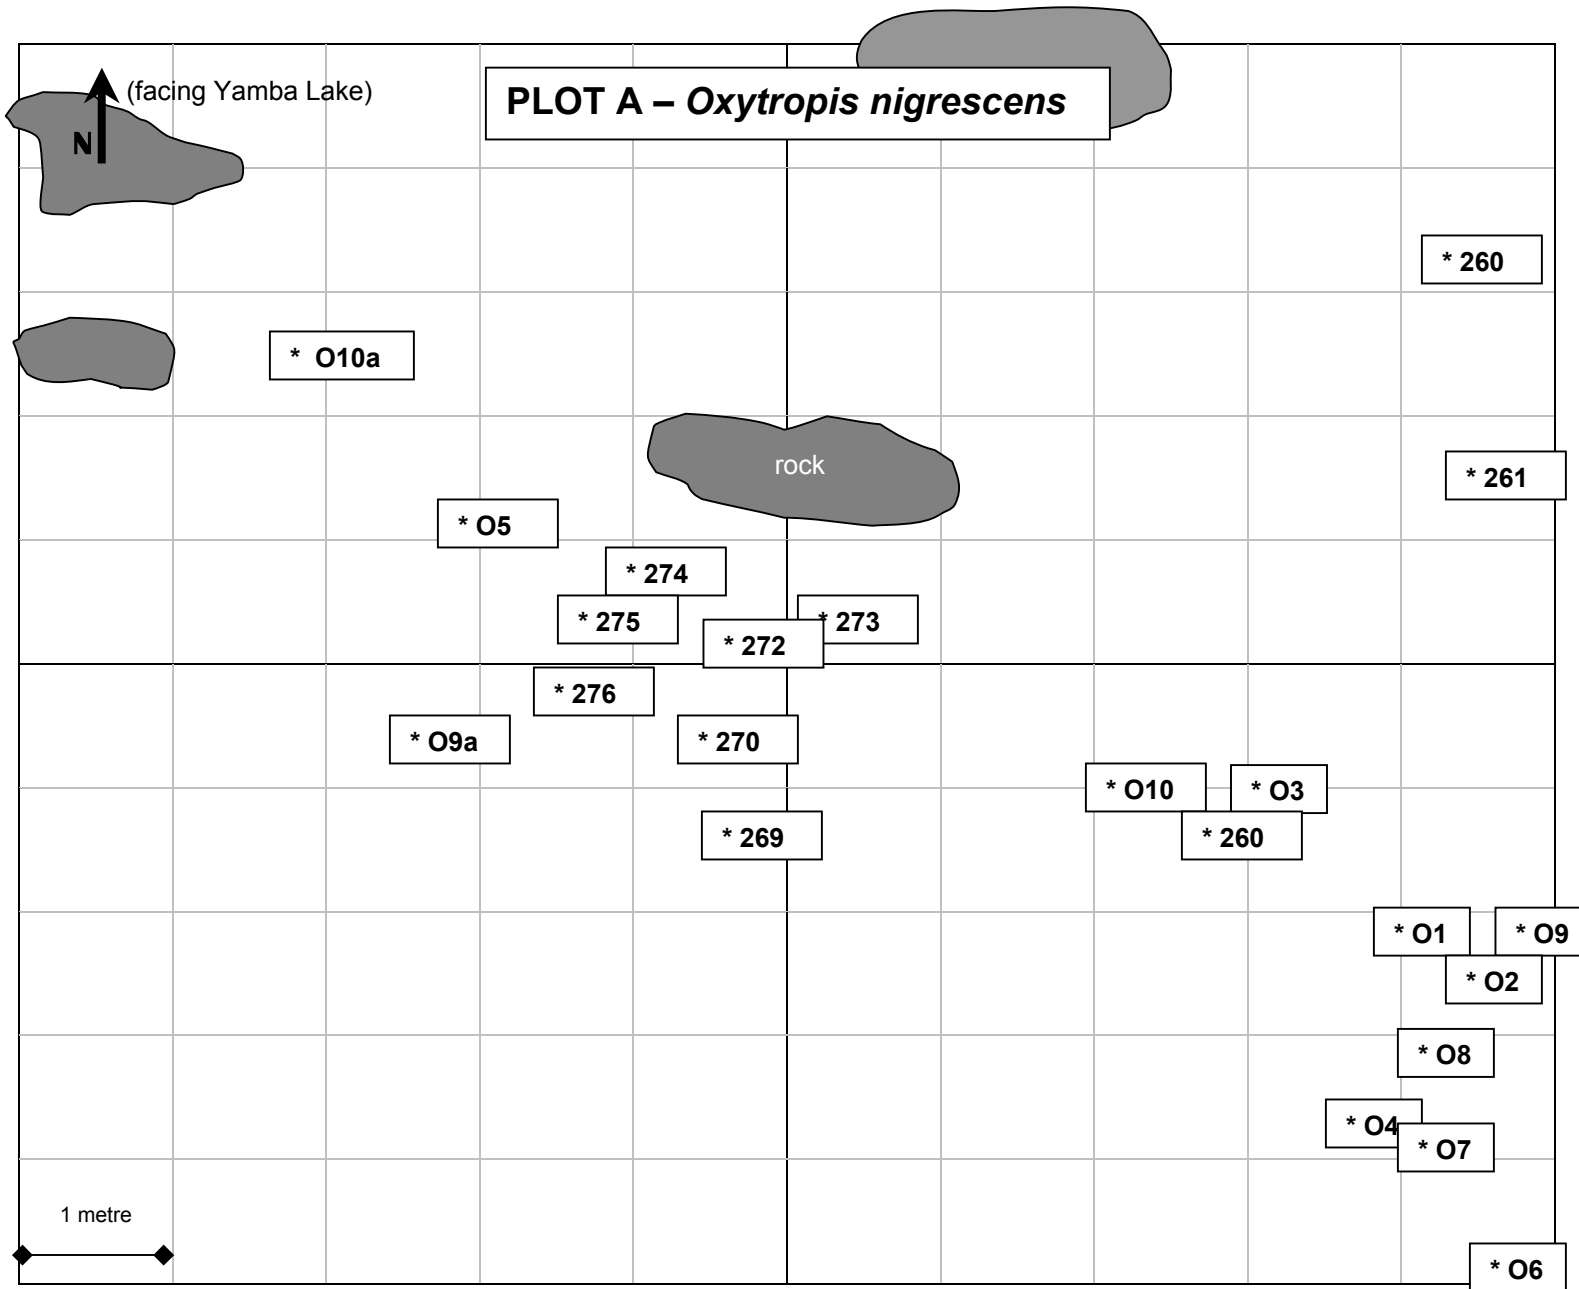 (facing Yamba Lake)
PLOT A – Oxytropis nigrescens
N
* 260
* O10a
rock
* 261
* O5
* 274
* 275
* 273
* 272
* 276
* O9a
* 270
* O10
* O3
* 269
* 260
* O1
* O9
* O2
* O8
* O4
* O7
1 metre
* O6